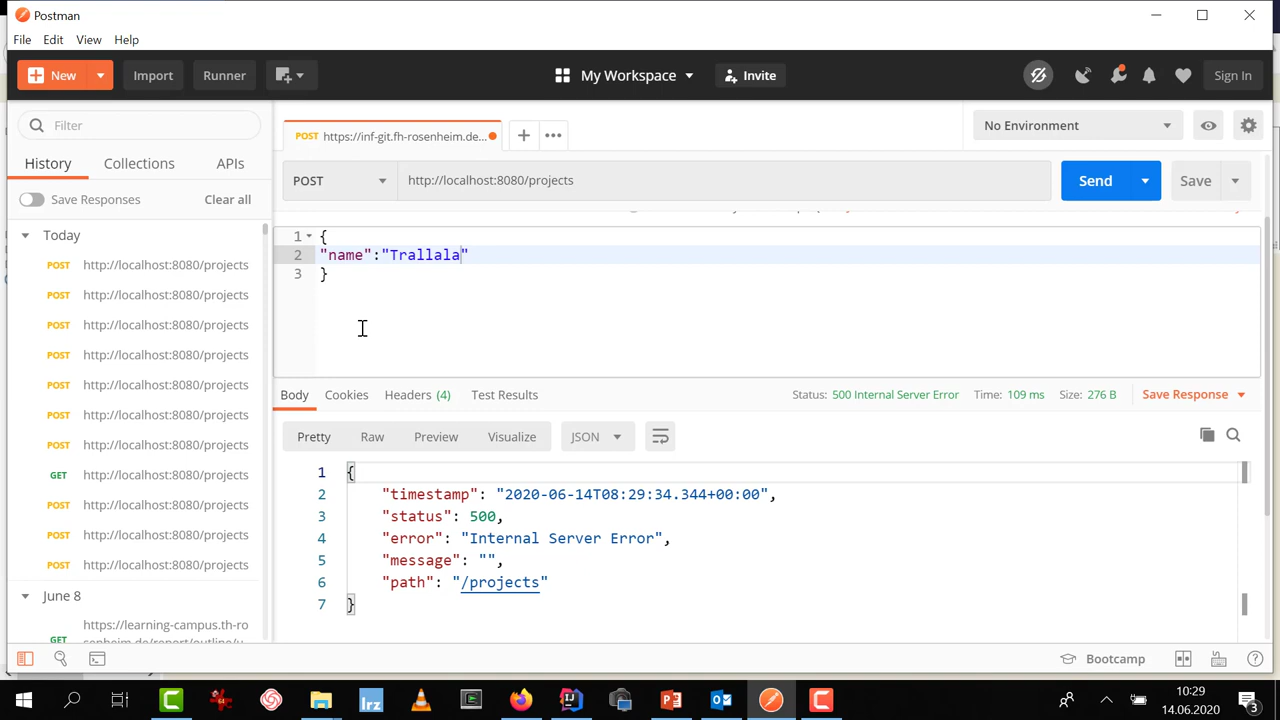 Postman
File Edit View Help
New Import Runner My Workspace Invite Sign In
Filter
History Collections APIs
Save Responses Clear all
Today
POST http://localhost:8080/projects
POST http://localhost:8080/projects
POST http://localhost:8080/projects
POST http://localhost:8080/projects
POST http://localhost:8080/projects
POST http://localhost:8080/projects
POST http://localhost:8080/projects
GET http://localhost:8080/projects
POST http://localhost:8080/projects
POST http://localhost:8080/projects
POST http://localhost:8080/projects
June 8
GET https://learning-campus.th-ro-
POST https://inf-git.fh-rosenheim.de...
No Environment
POST http://localhost:8080/projects Send Save
1 {
2 "name":"Trallala"
3 }
Body Cookies Headers (4) Test Results Status: 500 Internal Server Error Time: 109 ms Size: 276 B Save Response
Pretty Raw Preview Visualize JSON
1 {
2 "timestamp": "2020-06-14T08:29:34.344+00:00",
3 "status": 500,
4 "error": "Internal Server Error",
5 "message": "",
6 "path": "/projects"
7 }
Bootcamp
lrz
10:29
14.06.2020
3